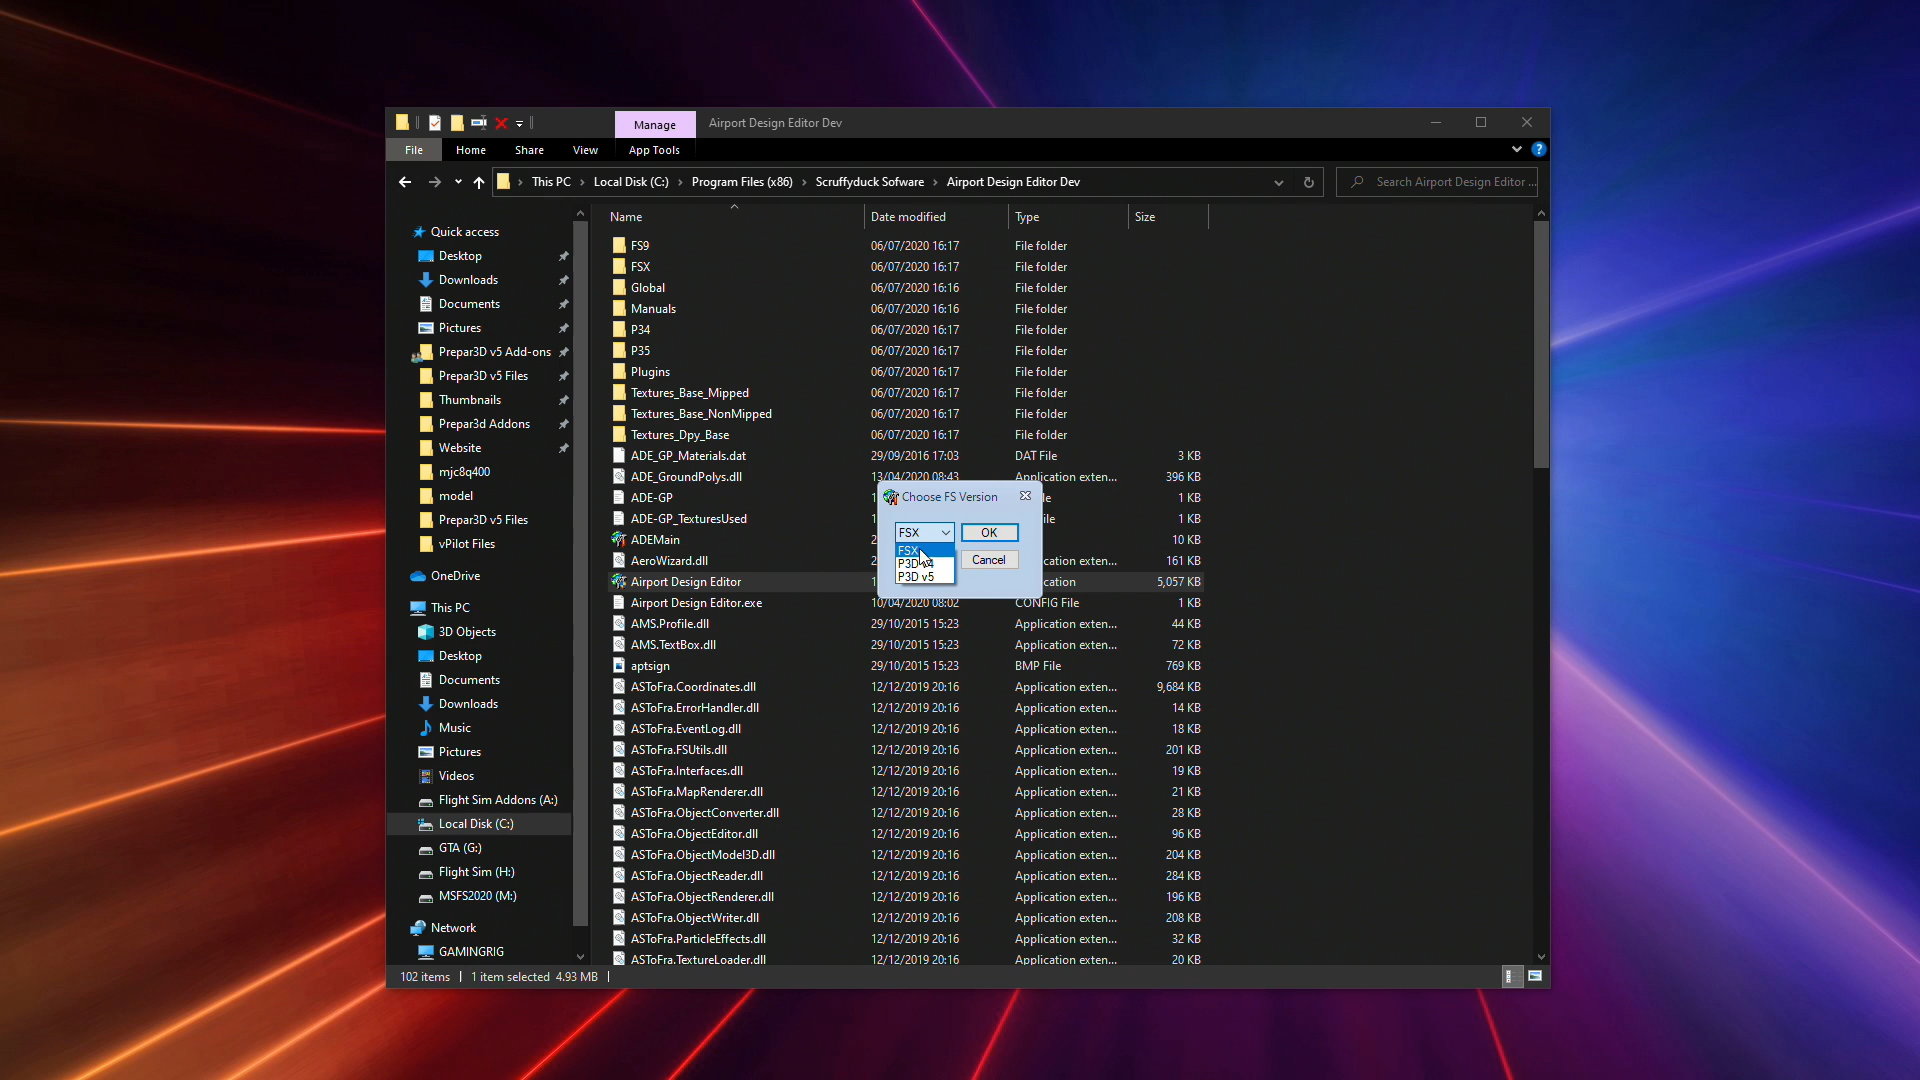 Manage
Airport Design Editor Dev
File
Home
Share
View
App Tools
This PC
Local Disk (C:)
Program Files (x86)
Scruffyduck Sofware
Airport Design Editor Dev
Search Airport Design Editor ...
Quick access
Desktop
Downloads
Documents
Pictures
Prepar3D v5 Add-ons
Prepar3D v5 Files
Thumbnails
Prepar3d Addons
Website
mjc8q400
model
Prepar3D v5 Files
vPilot Files
OneDrive
This PC
3D Objects
Desktop
Documents
Downloads
Music
Pictures
Videos
Flight Sim Addons (A:)
Local Disk (C:)
GTA (G:)
Flight Sim (H:)
MSFS2020 (M:)
Network
GAMINGRIG
Name Date modified Type Size
FS9 06/07/2020 16:17 File folder
FSX 06/07/2020 16:17 File folder
Global 06/07/2020 16:16 File folder
Manuals 06/07/2020 16:16 File folder
P34 06/07/2020 16:17 File folder
P35 06/07/2020 16:17 File folder
Plugins 06/07/2020 16:17 File folder
Textures_Base_Mipped 06/07/2020 16:17 File folder
Textures_Base_NonMipped 06/07/2020 16:17 File folder
Textures_Dpy_Base 06/07/2020 16:17 File folder
ADE_GP_Materials.dat 29/09/2016 17:03 DAT File 3 KB
ADE_GroundPolys.dll 13/04/2020 08:43 Application exten... 396 KB
ADE-GP 1 KB
ADE-GP_TexturesUsed 1 KB
ADEMain 10 KB
AeroWizard.dll 161 KB
Airport Design Editor 5,057 KB
Airport Design Editor.exe 10/04/2020 08:02 CONFIG File 1 KB
AMS.Profile.dll 29/10/2015 15:23 Application exten... 44 KB
AMS.TextBox.dll 29/10/2015 15:23 Application exten... 72 KB
aptsign 29/10/2015 15:23 BMP File 769 KB
ASToFra.Coordinates.dll 12/12/2019 20:16 Application exten... 9,684 KB
ASToFra.ErrorHandler.dll 12/12/2019 20:16 Application exten... 14 KB
ASToFra.EventLog.dll 12/12/2019 20:16 Application exten... 18 KB
ASToFra.FSUtils.dll 12/12/2019 20:16 Application exten... 201 KB
ASToFra.Interfaces.dll 12/12/2019 20:16 Application exten... 19 KB
ASToFra.MapRenderer.dll 12/12/2019 20:16 Application exten... 21 KB
ASToFra.ObjectConverter.dll 12/12/2019 20:16 Application exten... 28 KB
ASToFra.ObjectEditor.dll 12/12/2019 20:16 Application exten... 96 KB
ASToFra.ObjectModel3D.dll 12/12/2019 20:16 Application exten... 204 KB
ASToFra.ObjectReader.dll 12/12/2019 20:16 Application exten... 284 KB
ASToFra.ObjectRenderer.dll 12/12/2019 20:16 Application exten... 196 KB
ASToFra.ObjectWriter.dll 12/12/2019 20:16 Application exten... 208 KB
ASToFra.ParticleEffects.dll 12/12/2019 20:16 Application exten... 32 KB
ASToFra.TextureLoader.dll 12/12/2019 20:16 Application exten... 20 KB
Choose FS Version
FSX
OK
FSX
P3D v4
Cancel
P3D v5
102 items
1 item selected 4.93 MB